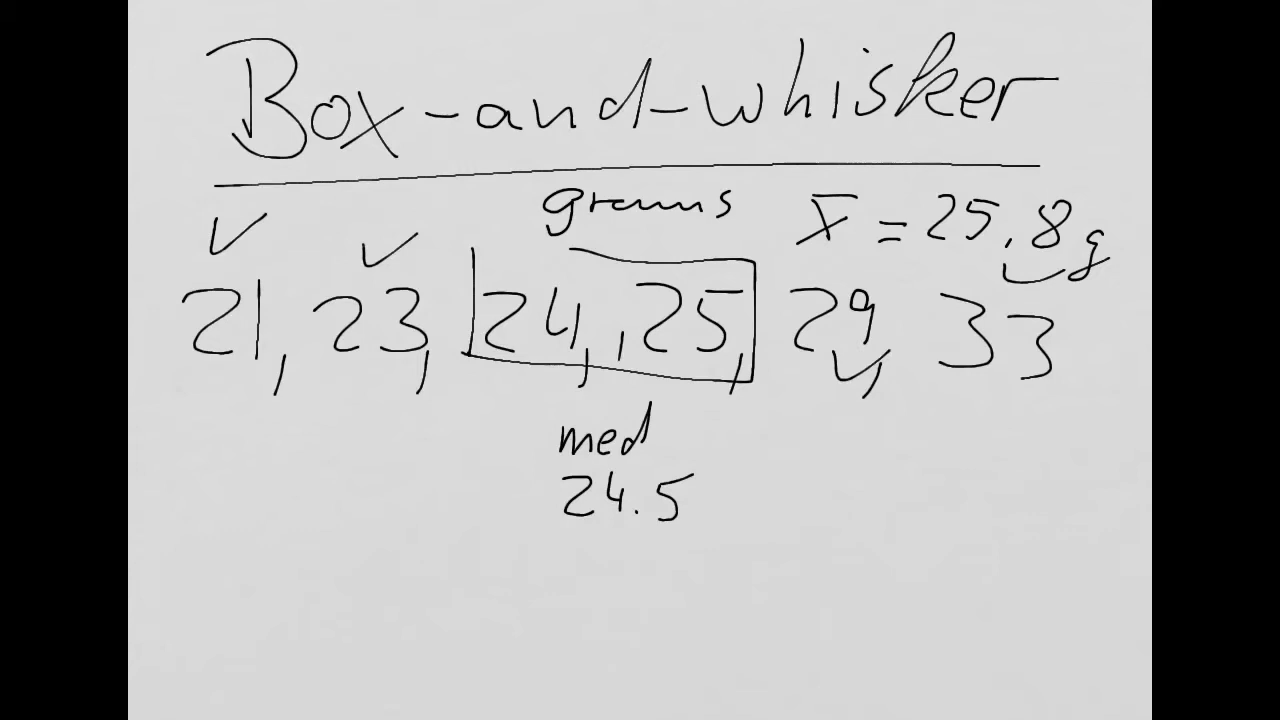 Box-and-whisker
grams x̄ = 25.8g
21, 23, 24, 25, 29, 33
med
24.5